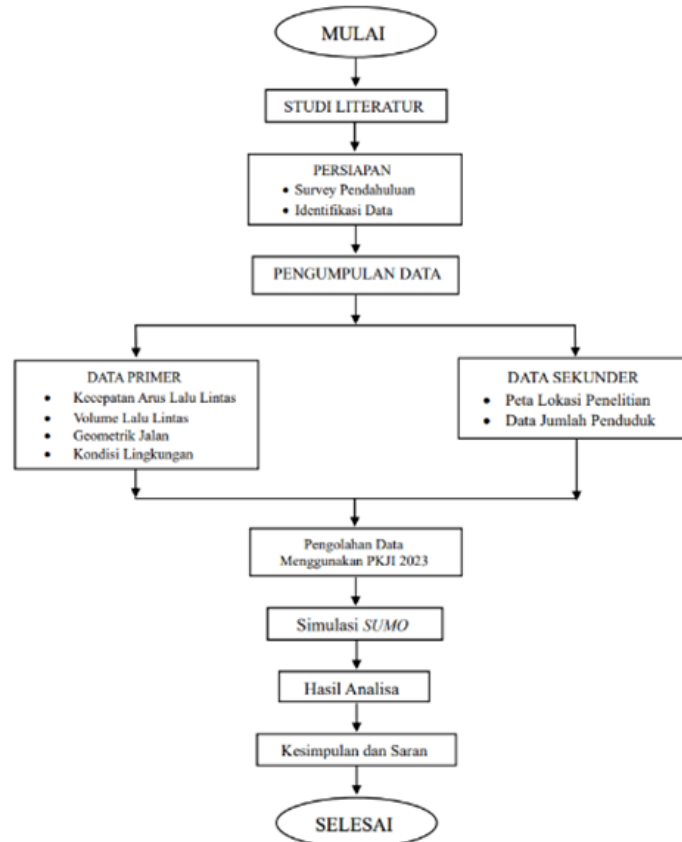 MULAI
STUDI LITERATUR
PERSIAPAN
• Survey Pendahuluan
• Identifikasi Data
PENGUMPULAN DATA
DATA PRIMER
• Kecepatan Arus Lalu Lintas
• Volume Lalu Lintas
• Geometrik Jalan
• Kondisi Lingkungan
DATA SEKUNDER
• Peta Lokasi Penelitian
• Data Jumlah Penduduk
Pengolahan Data
Menggunakan PKJI 2023
Simulasi SUMO
Hasil Analisa
Kesimpulan dan Saran
SELESAI